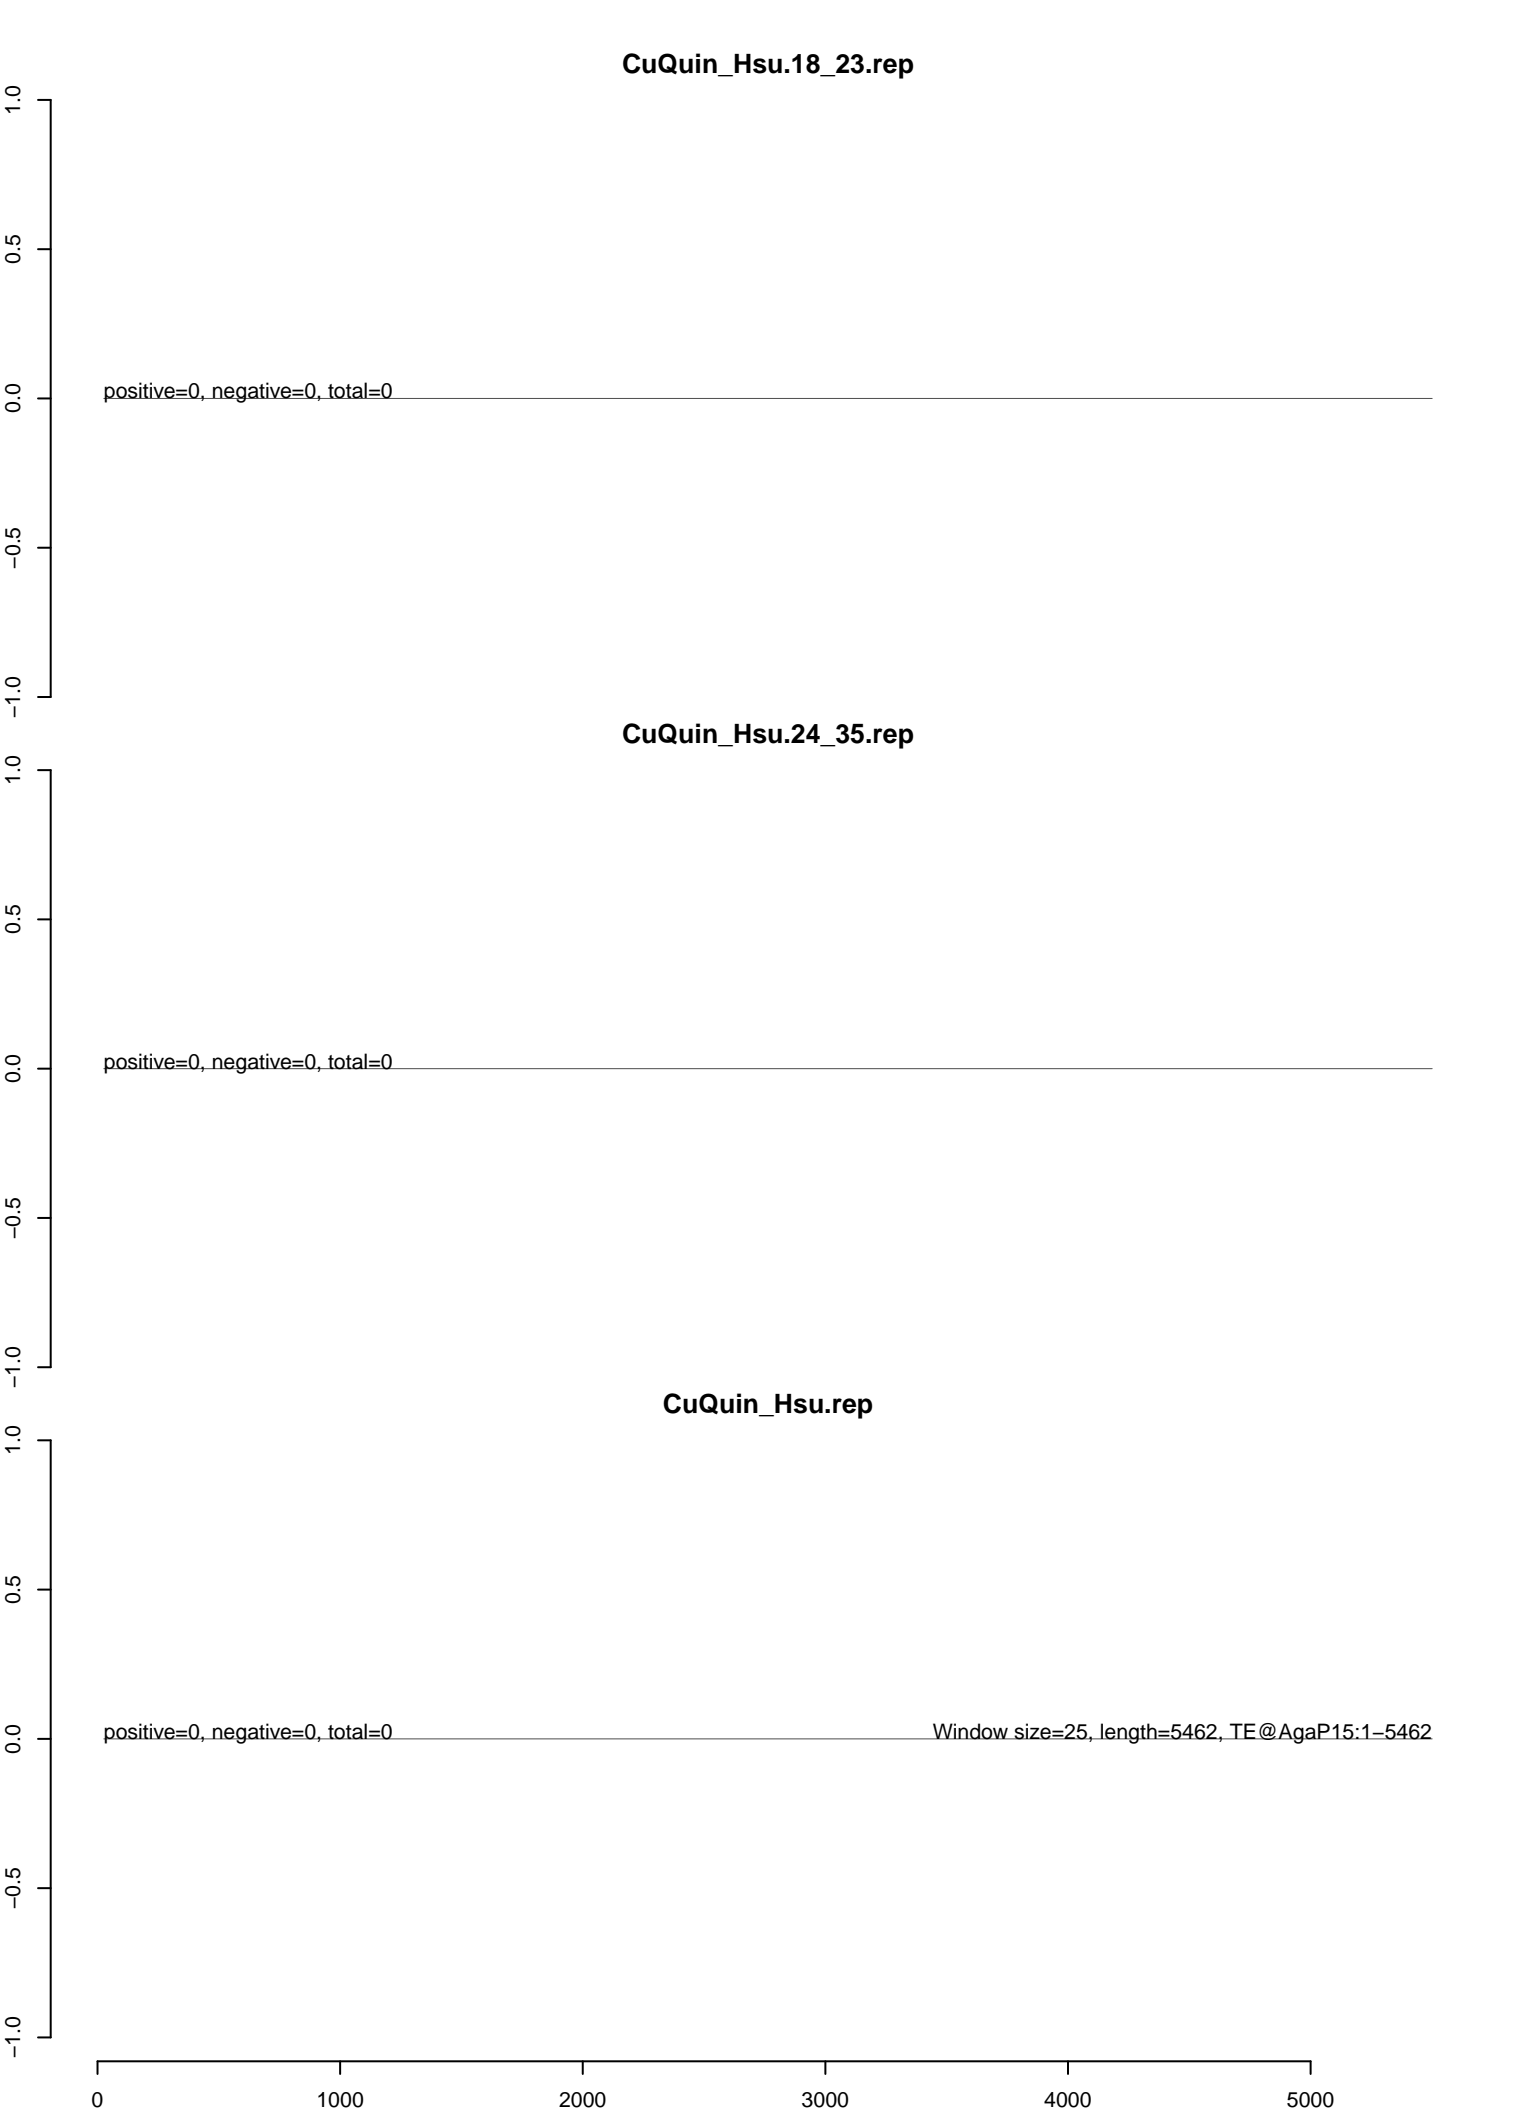 CuQuin_Hsu.18_23.rep
1.0
0.5
0.0
−0.5
−1.0
positive=0, negative=0, total=0
CuQuin_Hsu.24_35.rep
1.0
0.5
0.0
−0.5
−1.0
positive=0, negative=0, total=0
CuQuin_Hsu.rep
1.0
0.5
0.0
−0.5
−1.0
positive=0, negative=0, total=0
Window size=25, length=5462, TE@AgaP15:1−5462
0 1000 2000 3000 4000 5000